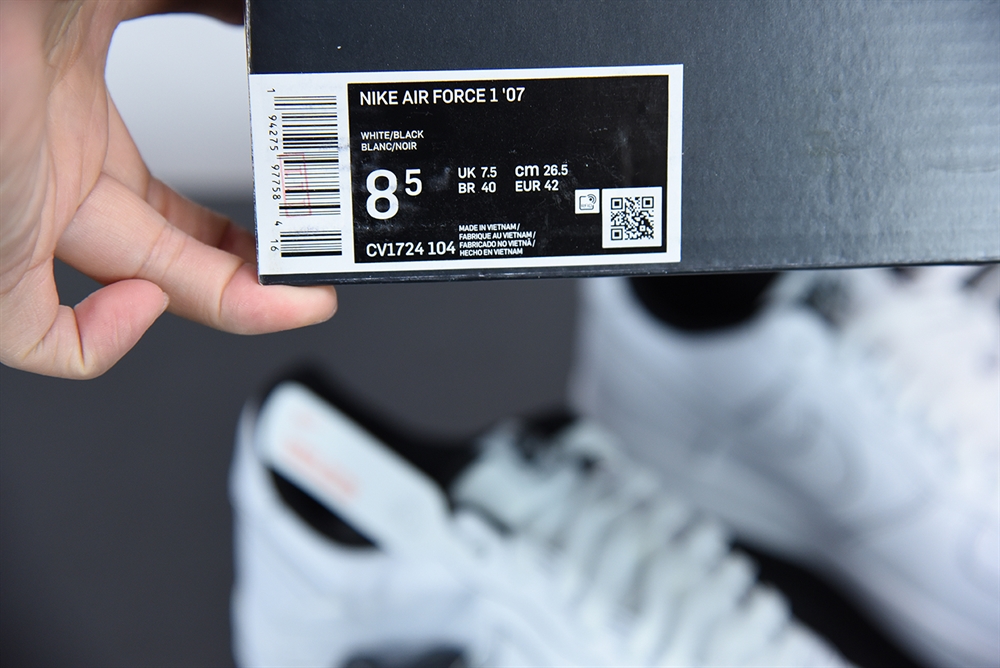 NIKE AIR FORCE 1 '07
WHITE/BLACK
BLANC/NOIR
8 5
UK 7.5
BR 40
cm 26.5
EUR 42
CV1724 104
MADE IN VIETNAM /
FABRIQUE AU VIETNAM /
FABRICADO NO VIETNÃ /
HECHO EN VIETNAM
1 94275 97758 4 16